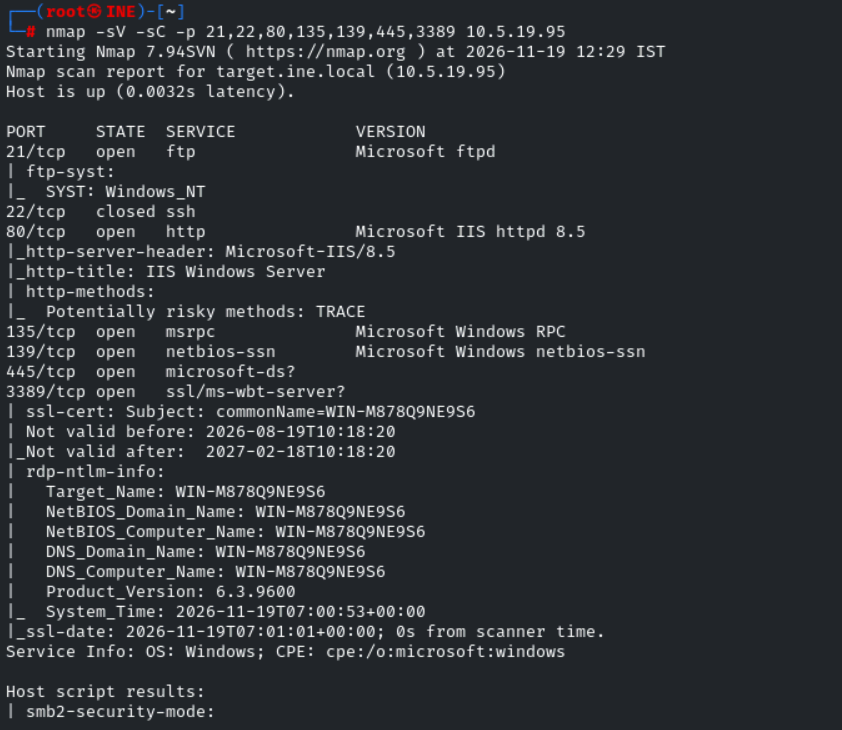 ┌──(root㉿INE)-[~]
└─# nmap -sV -sC -p 21,22,80,135,139,445,3389 10.5.19.95
Starting Nmap 7.94SVN ( https://nmap.org ) at 2026-11-19 12:29 IST
Nmap scan report for target.ine.local (10.5.19.95)
Host is up (0.0032s latency).

PORT     STATE  SERVICE            VERSION
21/tcp   open   ftp                Microsoft ftpd
| ftp-syst:
|_  SYST: Windows_NT
22/tcp   closed ssh
80/tcp   open   http               Microsoft IIS httpd 8.5
|_http-server-header: Microsoft-IIS/8.5
|_http-title: IIS Windows Server
| http-methods:
|_  Potentially risky methods: TRACE
135/tcp  open   msrpc              Microsoft Windows RPC
139/tcp  open   netbios-ssn        Microsoft Windows netbios-ssn
445/tcp  open   microsoft-ds?
3389/tcp open   ssl/ms-wbt-server?
| ssl-cert: Subject: commonName=WIN-M878Q9NE9S6
| Not valid before: 2026-08-19T10:18:20
|_Not valid after:  2027-02-18T10:18:20
| rdp-ntlm-info:
|   Target_Name: WIN-M878Q9NE9S6
|   NetBIOS_Domain_Name: WIN-M878Q9NE9S6
|   NetBIOS_Computer_Name: WIN-M878Q9NE9S6
|   DNS_Domain_Name: WIN-M878Q9NE9S6
|   DNS_Computer_Name: WIN-M878Q9NE9S6
|   Product_Version: 6.3.9600
|_  System_Time: 2026-11-19T07:00:53+00:00
|_ssl-date: 2026-11-19T07:01:01+00:00; 0s from scanner time.
Service Info: OS: Windows; CPE: cpe:/o:microsoft:windows

Host script results:
| smb2-security-mode: